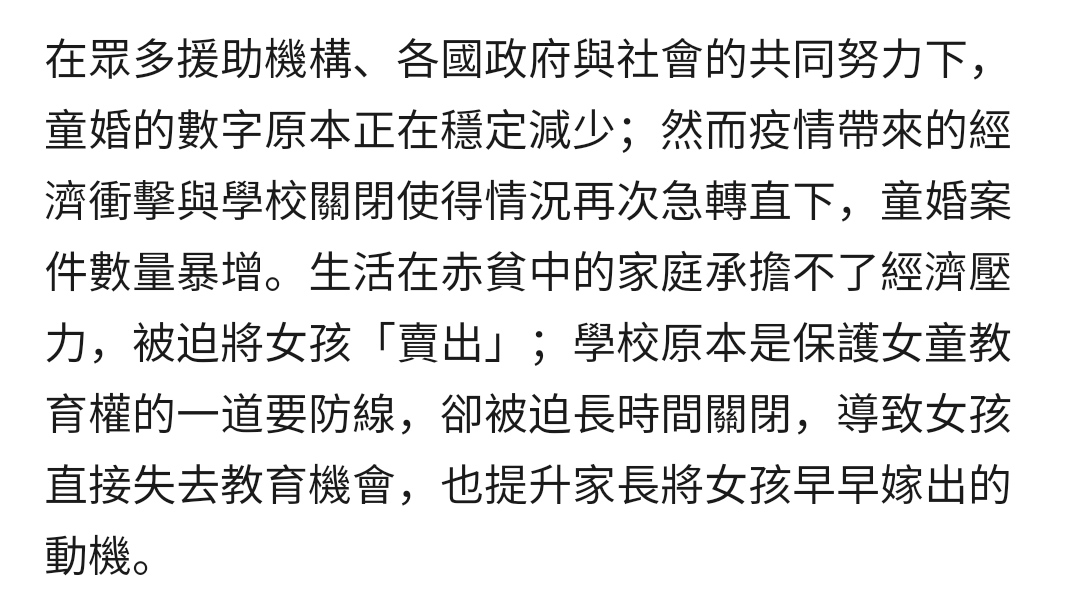 在眾多援助機構、各國政府與社會的共同努力下，
童婚的數字原本正在穩定減少；然而疫情帶來的經
濟衝擊與學校關閉使得情況再次急轉直下，童婚案
件數量暴增。生活在赤貧中的家庭承擔不了經濟壓
力，被迫將女孩「賣出」；學校原本是保護女童教
育權的一道要防線，卻被迫長時間關閉，導致女孩
直接失去教育機會，也提升家長將女孩早早嫁出的
動機。